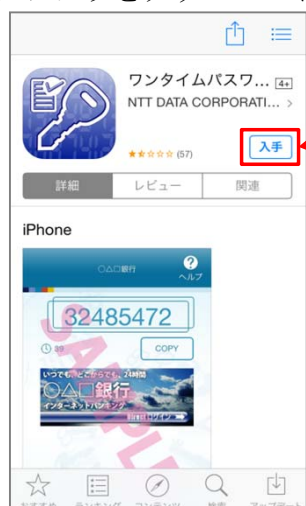 ワンタイムパスワ... 4+
NTT DATA CORPORATI... >
★★☆☆☆ (57)
入手
詳細
レビュー
関連
iPhone
○△□銀行
?
ヘルプ
32485472
39
COPY
いつでも、どこからでも、24時間
○△□銀行
インターネットバンキング
SAMPLE